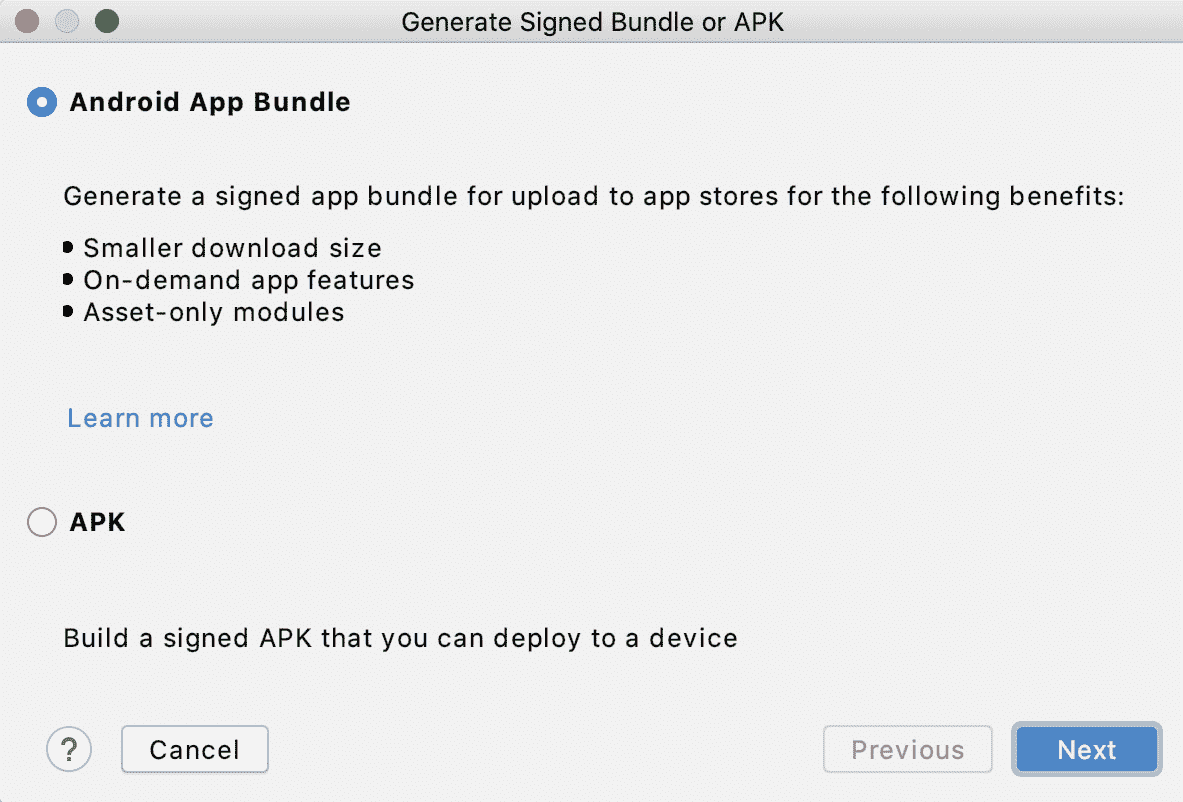 Generate Signed Bundle or APK
Android App Bundle
Generate a signed app bundle for upload to app stores for the following benefits:
• Smaller download size
• On-demand app features
• Asset-only modules
Learn more
APK
Build a signed APK that you can deploy to a device
? Cancel Previous Next